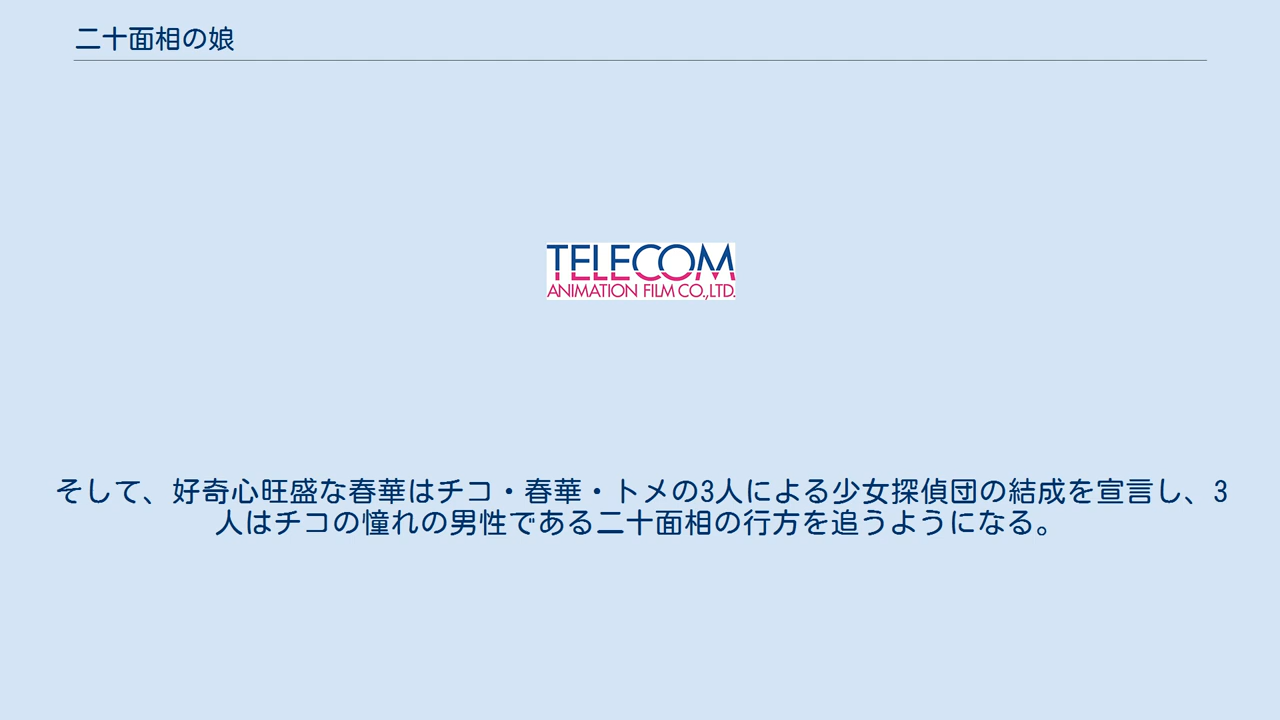 二十面相の娘
TELECOM
ANIMATION FILM CO.,LTD.
そして、好奇心旺盛な春華はチコ・春華・トメの3人による少女探偵団の結成を宣言し、3
人はチコの憧れの男性である二十面相の行方を追うようになる。